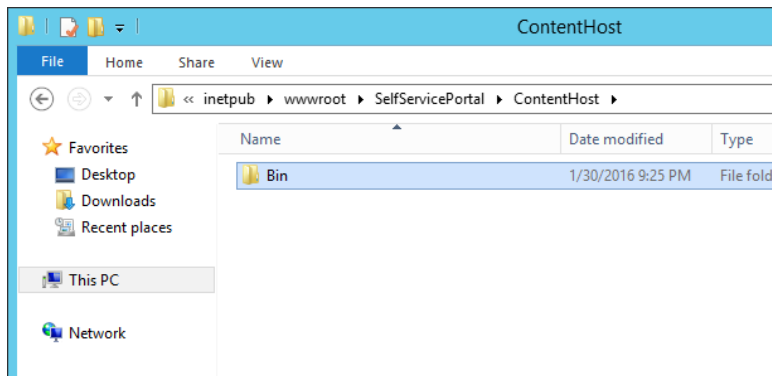 ContentHost
File Home Share View
« inetpub wwwroot SelfServicePortal ContentHost
Favorites
Desktop
Downloads
Recent places
This PC
Network
Name Date modified Type
Bin 1/30/2016 9:25 PM File fold